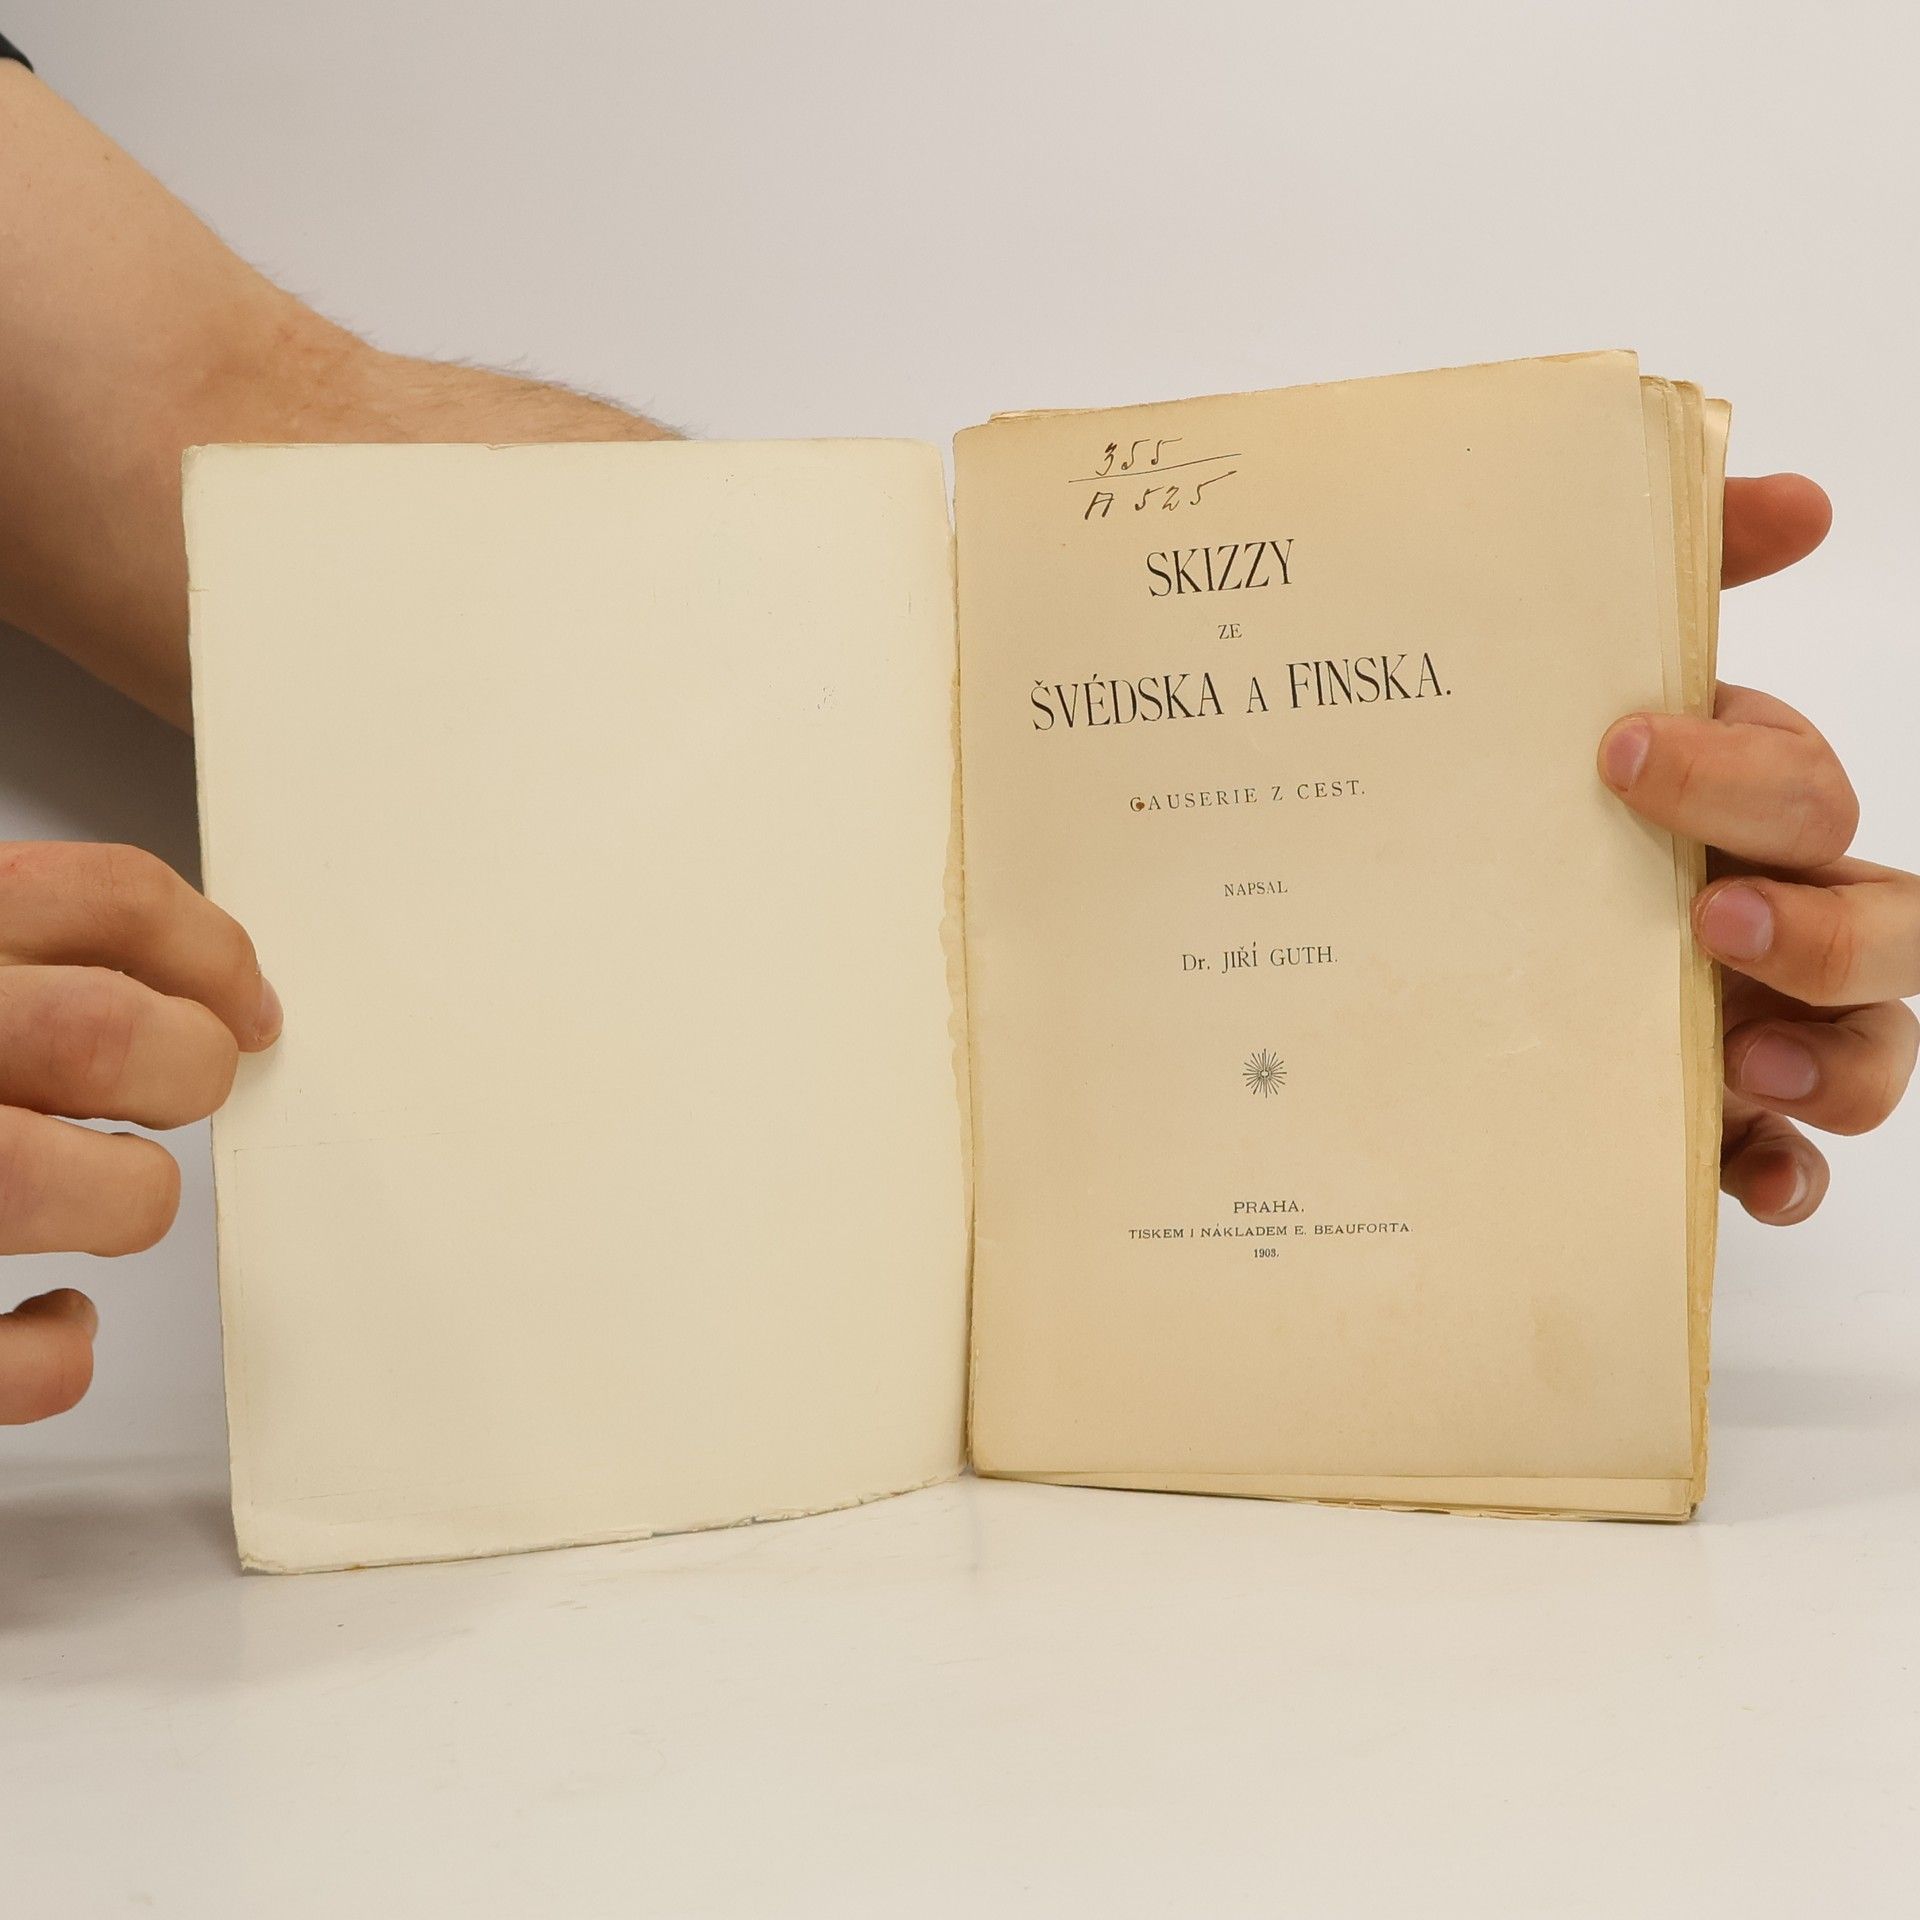 355
A 525
SKIZZY
ZE
ŠVÉDSKA A FINSKA.
CAUSERIE Z CEST.
NAPSAL
Dr. JIŘÍ GUTH.
PRAHA.
TISKEM I NÁKLADEM E. BEAUFORTA.
1903.